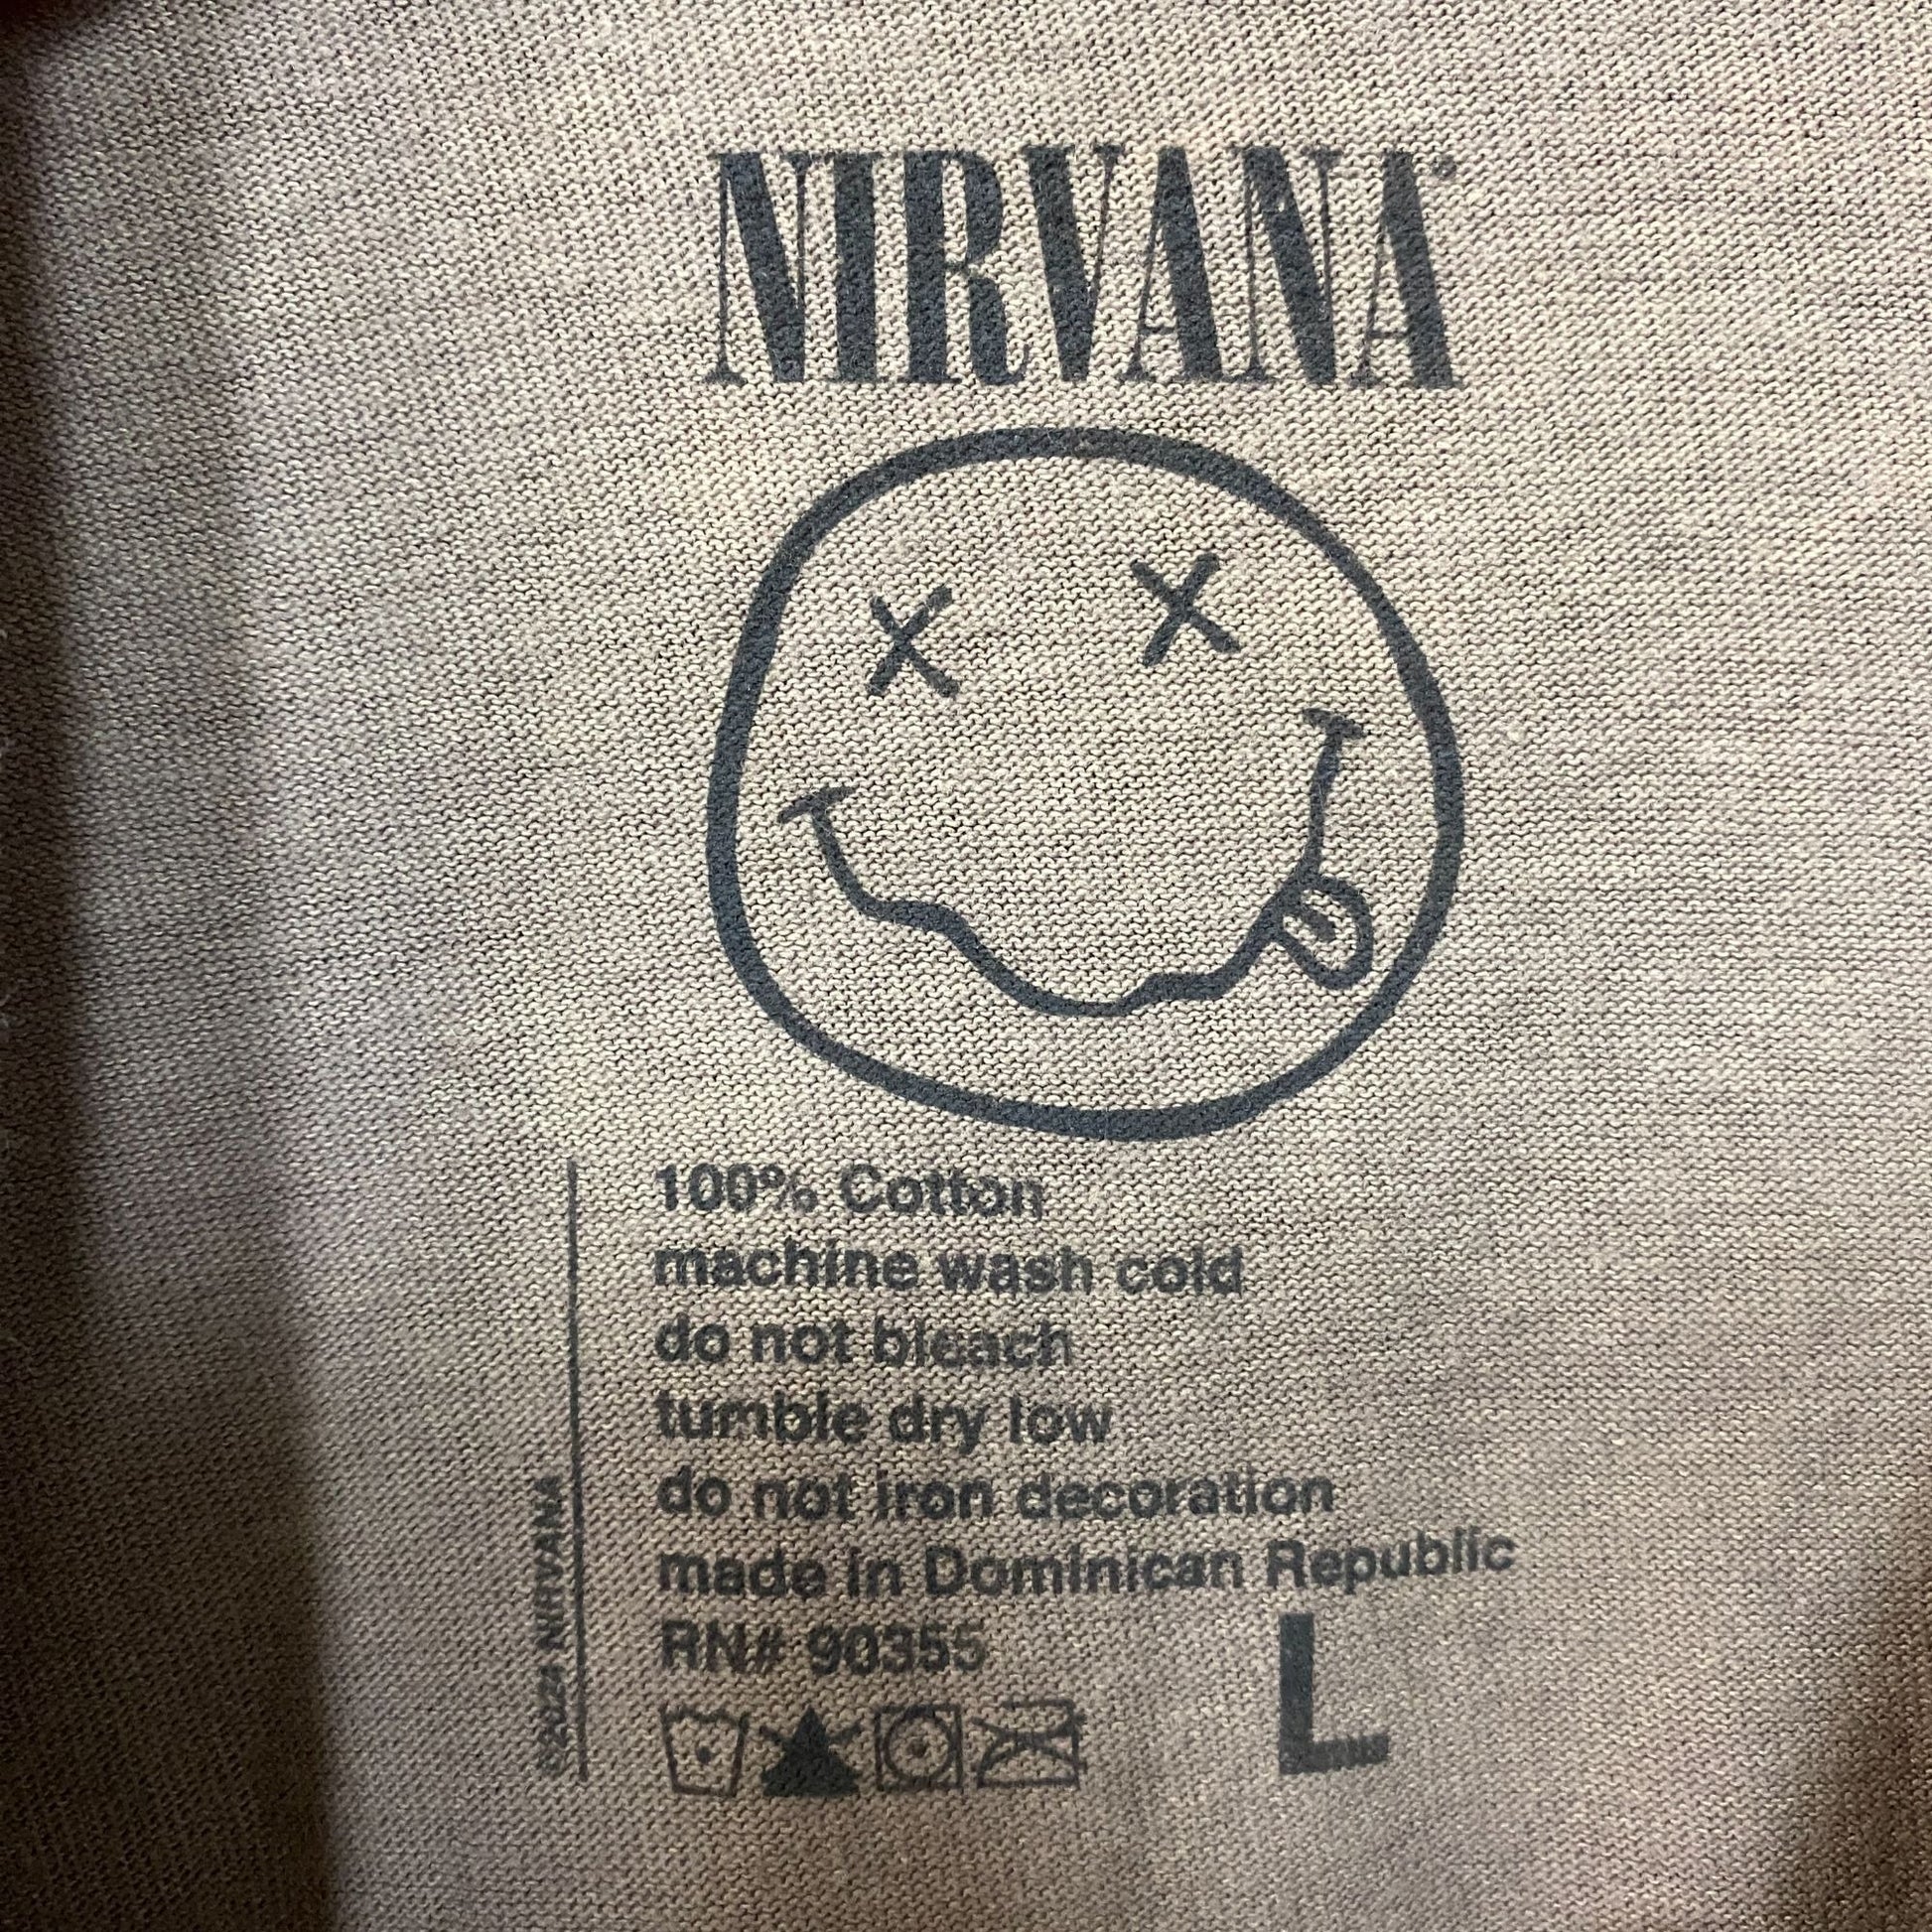 NIRVANA
100% Cotton
machine wash cold
do not bleach
tumble dry low
do not iron decoration
made in Dominican Republic
RN# 90355
L
©2024 NIRVANA